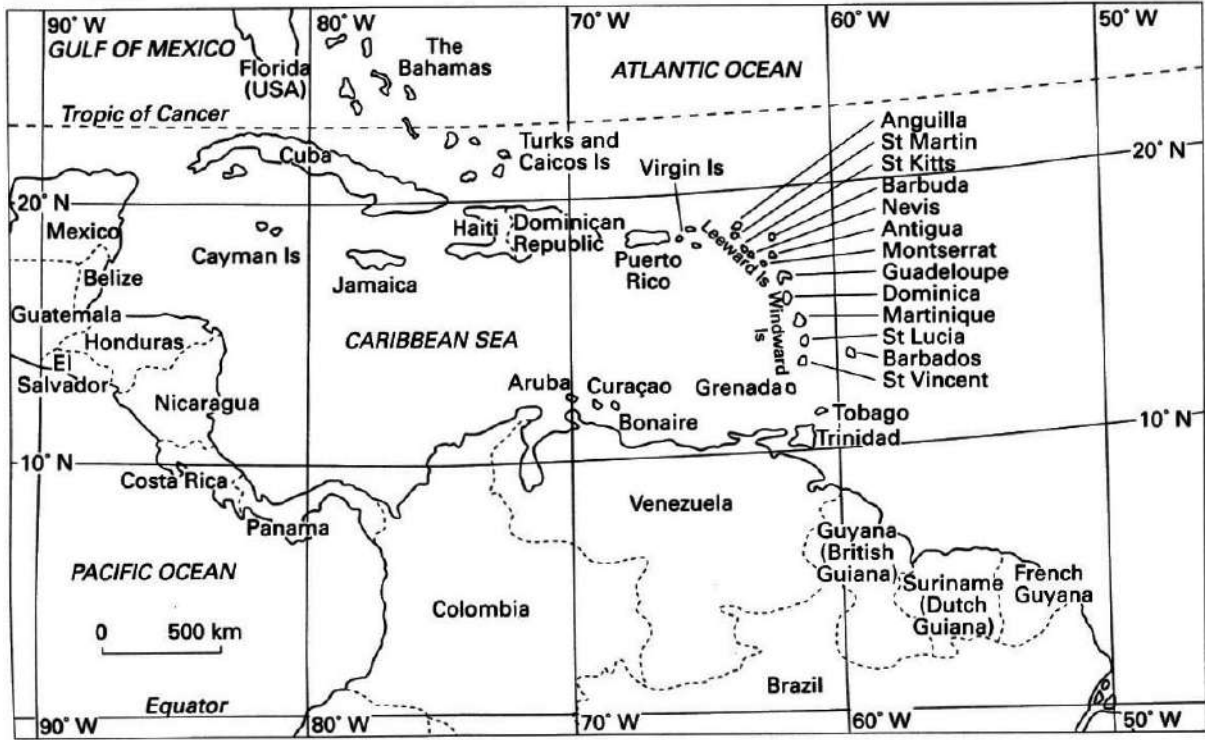 90° W
80° W
70° W
60° W
50° W
GULF OF MEXICO
Florida
(USA)
The
Bahamas
ATLANTIC OCEAN
Tropic of Cancer
Cuba
Turks and
Caicos Is
Virgin Is
Anguilla
St Martin
St Kitts
Barbuda
Nevis
Antigua
Montserrat
Guadeloupe
Dominica
Martinique
St Lucia
Barbados
St Vincent
20° N
20° N
Mexico
Cayman Is
Haiti
Dominican
Republic
Puerto
Rico
Leeward Is
Windward
Is
Belize
Jamaica
Guatemala
Honduras
CARIBBEAN SEA
El
Salvador
Nicaragua
Aruba
Curaçao
Bonaire
Grenada
Tobago
Trinidad
10° N
10° N
Costa Rica
Panama
Venezuela
Guyana
(British
Guiana)
Suriname
(Dutch
Guiana)
French
Guyana
PACIFIC OCEAN
0 500 km
Colombia
Brazil
Equator
90° W
80° W
70° W
60° W
50° W